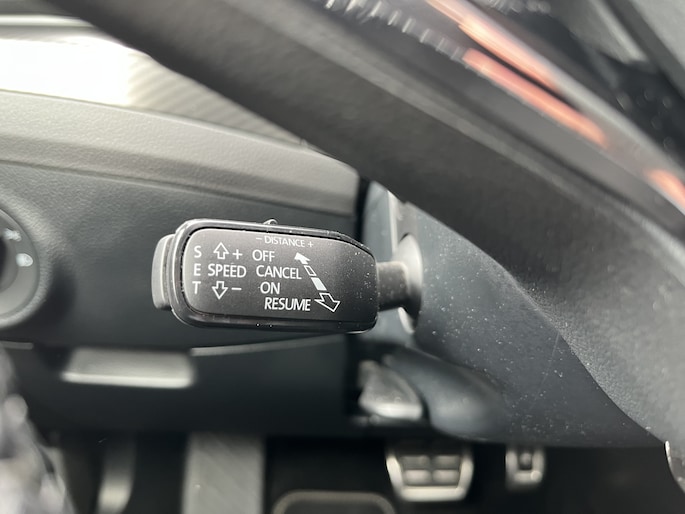 − DISTANCE +
S + OFF
E SPEED CANCEL
T − ON
RESUME